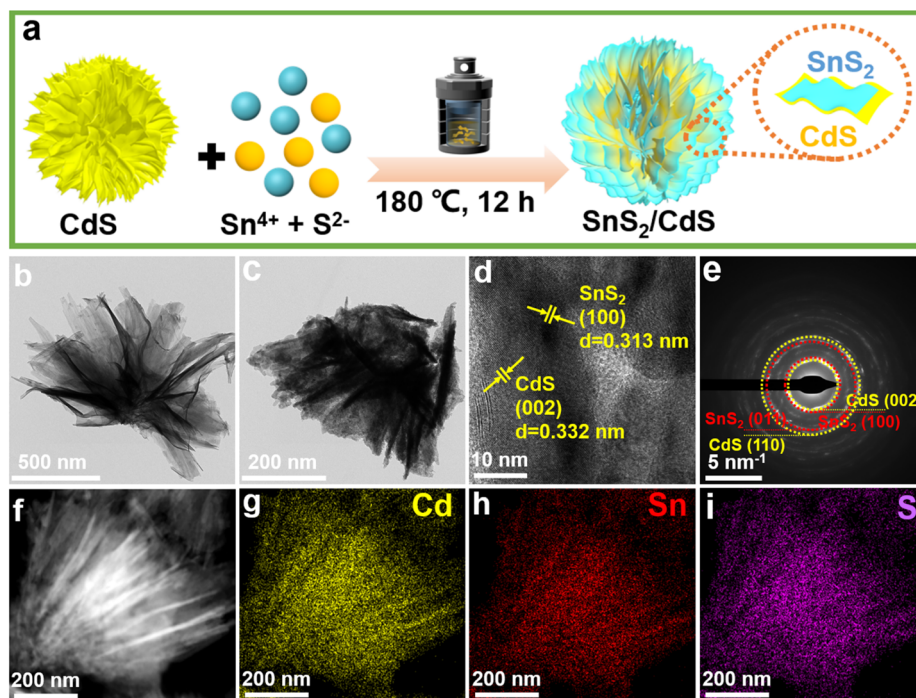 a
SnS₂
CdS
CdS
Sn⁴⁺ + S²⁻
180 ℃, 12 h
SnS₂/CdS
b
500 nm
c
200 nm
d
SnS₂
(100)
d=0.313 nm
CdS
(002)
d=0.332 nm
10 nm
e
CdS (002
SnS₂ (011)
SnS₂ (100)
CdS (110)
5 nm⁻¹
f
200 nm
g
Cd
200 nm
h
Sn
200 nm
i
S
200 nm